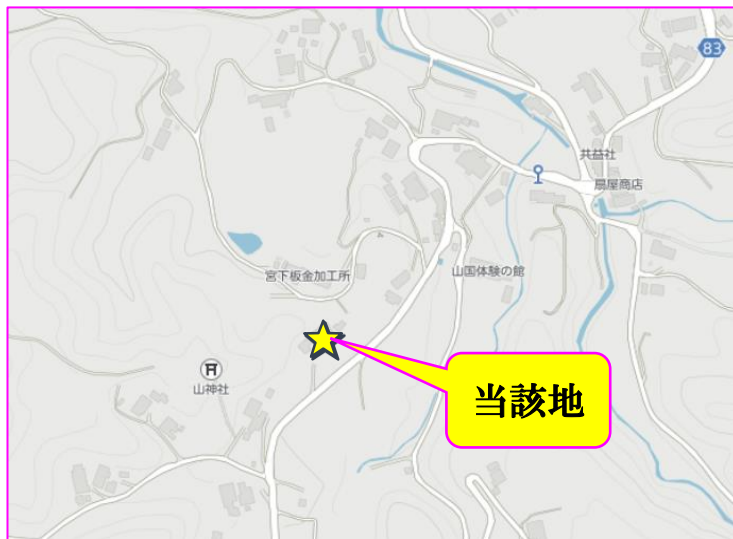 83
共益社
扇屋商店
宮下板金加工所
山国体験の館
山神社
当該地